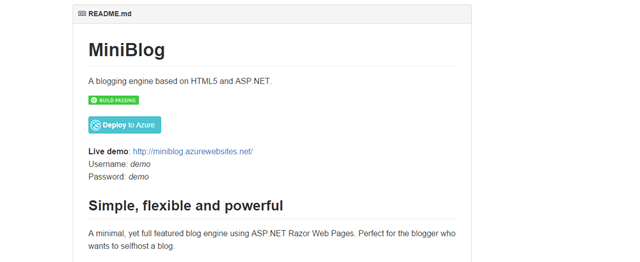 README.md
MiniBlog
A blogging engine based on HTML5 and ASP.NET.
BUILD PASSING
Deploy to Azure
Live demo: http://miniblog.azurewebsites.net/
Username: demo
Password: demo
Simple, flexible and powerful
A minimal, yet full featured blog engine using ASP.NET Razor Web Pages. Perfect for the blogger who
wants to selfhost a blog.